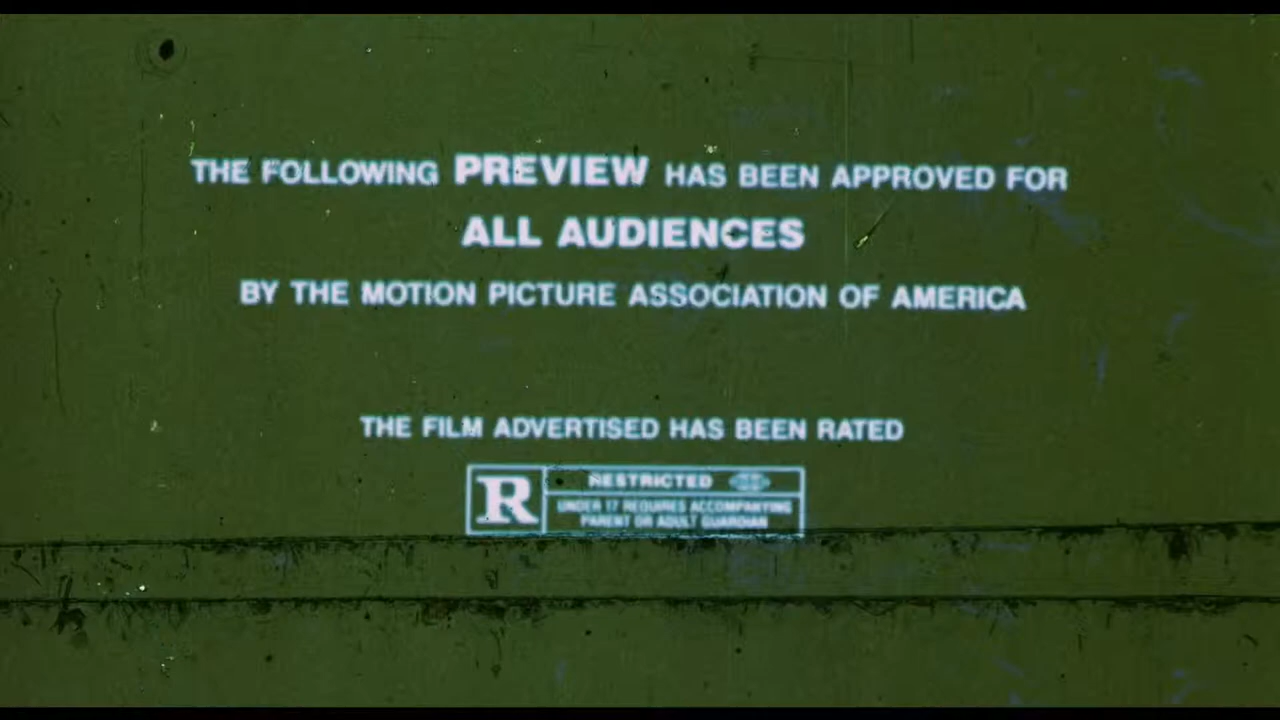 THE FOLLOWING PREVIEW HAS BEEN APPROVED FOR
ALL AUDIENCES
BY THE MOTION PICTURE ASSOCIATION OF AMERICA
THE FILM ADVERTISED HAS BEEN RATED
R RESTRICTED
UNDER 17 REQUIRES ACCOMPANYING
PARENT OR ADULT GUARDIAN